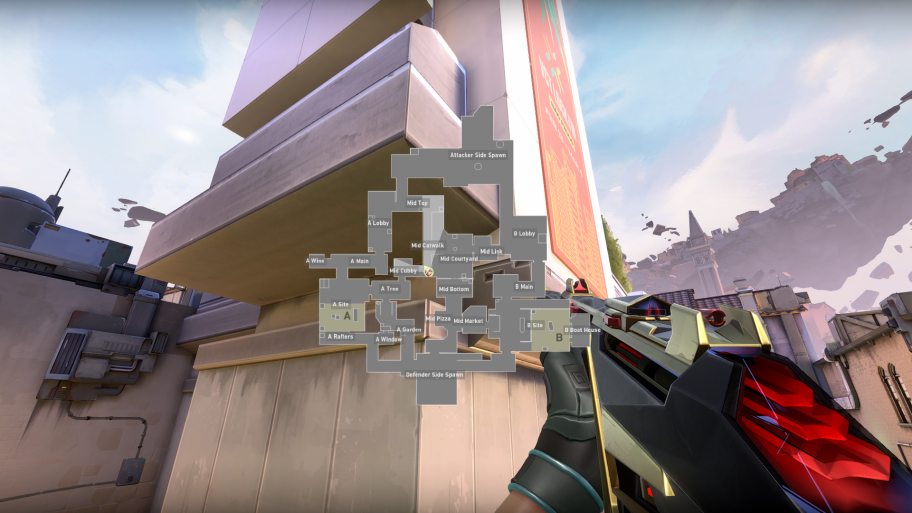 Attacker Side Spawn
Mid Top
A Lobby
B Lobby
Mid Catwalk
Mid Link
A Wine
A Main
Mid Courtyard
Mid Cubby
A Tree
Mid Bottom
B Main
A Site
A
Mid Pizza
Mid Market
B Site
A Garden
B Boat House
A Rafters
A Window
B
Defender Side Spawn